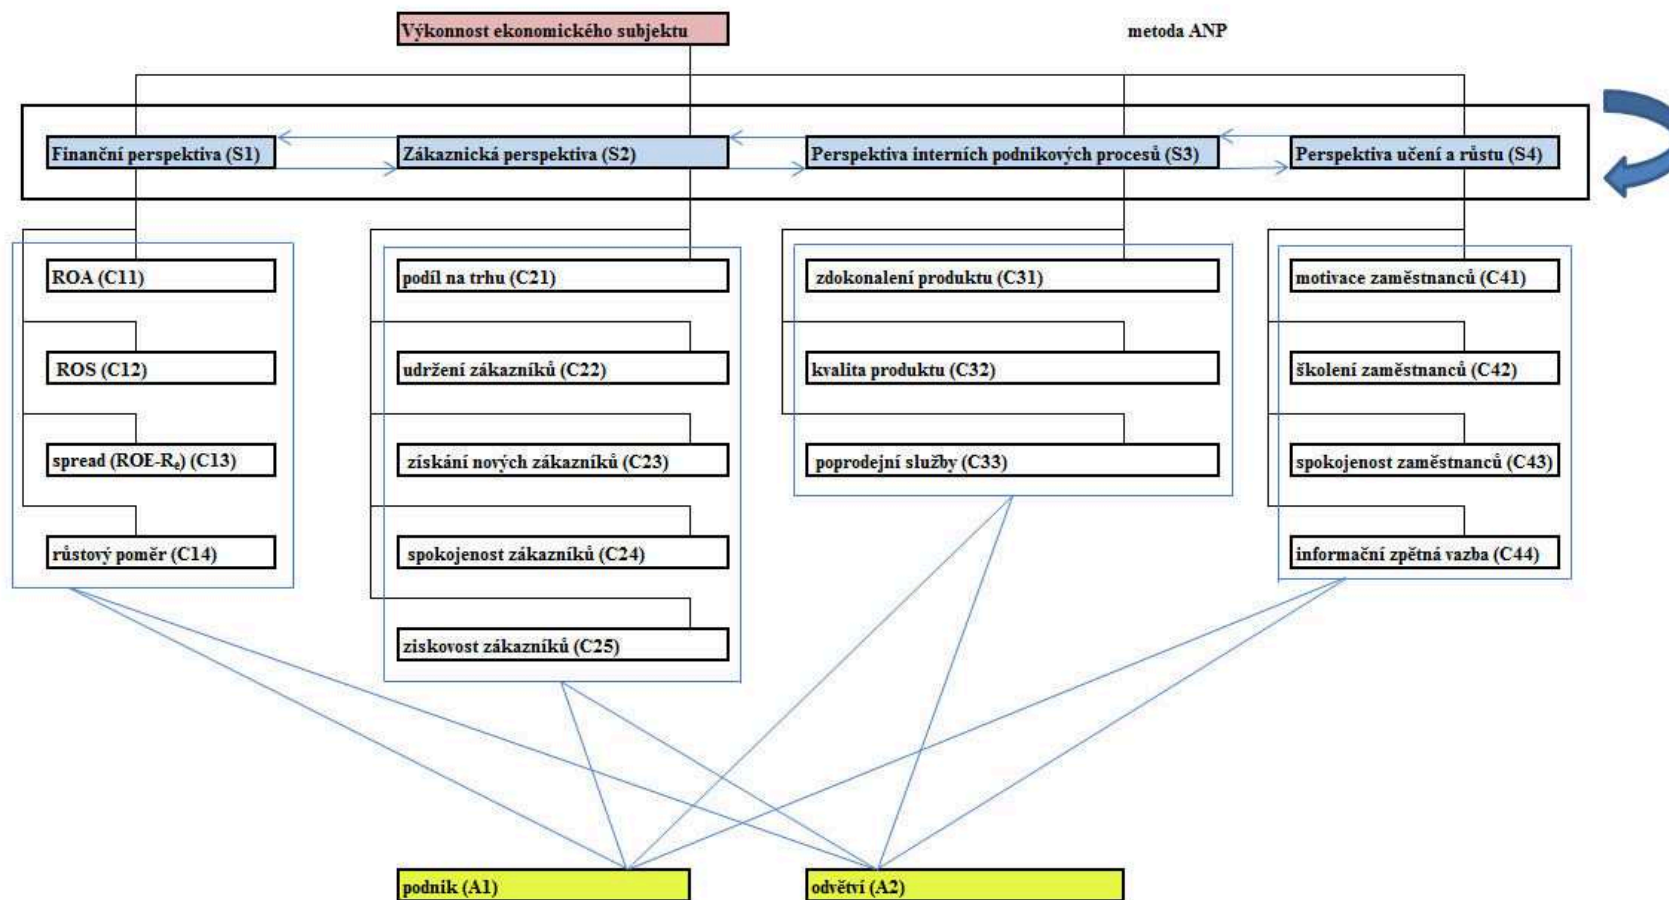 Výkonnost ekonomického subjektu
metoda ANP
Finanční perspektiva (S1)
Zákaznická perspektiva (S2)
Perspektiva interních podnikových procesů (S3)
Perspektiva učení a růstu (S4)
ROA (C11)
podíl na trhu (C21)
zdokonalení produktu (C31)
motivace zaměstnanců (C41)
ROS (C12)
udržení zákazníků (C22)
kvalita produktu (C32)
školení zaměstnanců (C42)
spread (ROE-Rₑ) (C13)
získání nových zákazníků (C23)
poprodejní služby (C33)
spokojenost zaměstnanců (C43)
růstový poměr (C14)
spokojenost zákazníků (C24)
informační zpětná vazba (C44)
ziskovost zákazníků (C25)
podnik (A1)
odvětví (A2)